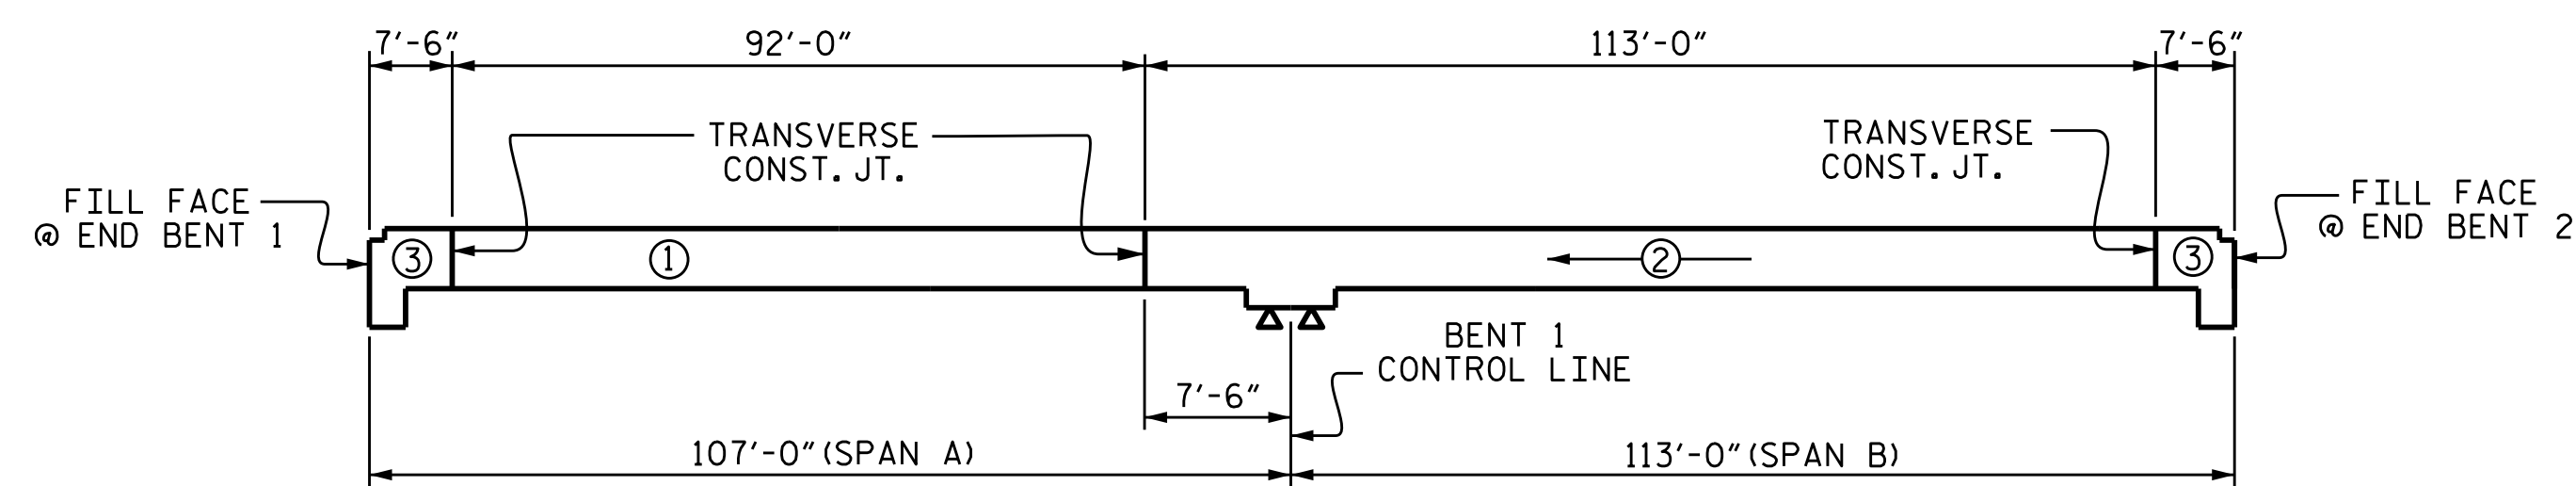 7'-6" 92'-0" 113'-0" 7'-6"
TRANSVERSE
CONST. JT.
TRANSVERSE
CONST. JT.
FILL FACE
@ END BENT 1
FILL FACE
@ END BENT 2
3 1 2 3
BENT 1
CONTROL LINE
7'-6"
107'-0"(SPAN A) 113'-0"(SPAN B)